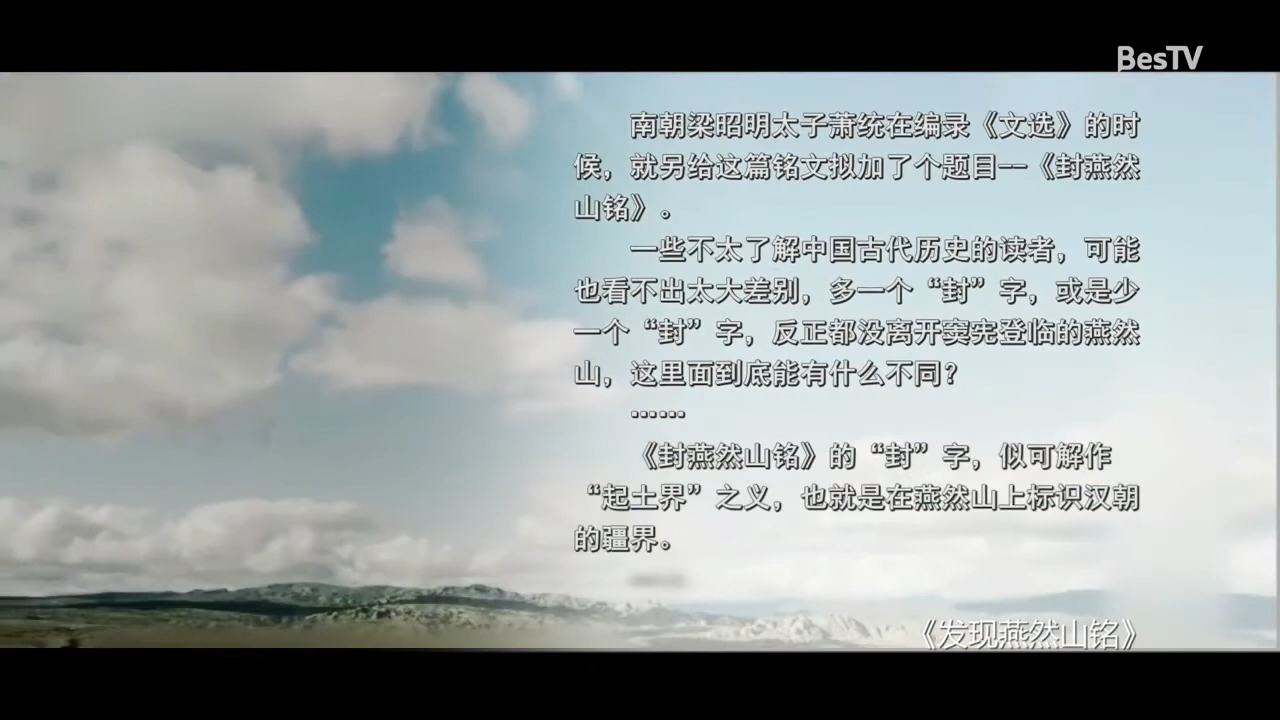 BesTV
南朝梁昭明太子萧统在编录《文选》的时
候，就另给这篇铭文拟加了个题目--《封燕然
山铭》。
一些不太了解中国古代历史的读者，可能
也看不出太大差别，多一个“封”字，或是少
一个“封”字，反正都没离开窦宪登临的燕然
山，这里面到底能有什么不同？
……
《封燕然山铭》的“封”字，似可解作
“起土界”之义，也就是在燕然山上标识汉朝
的疆界。
《发现燕然山铭》